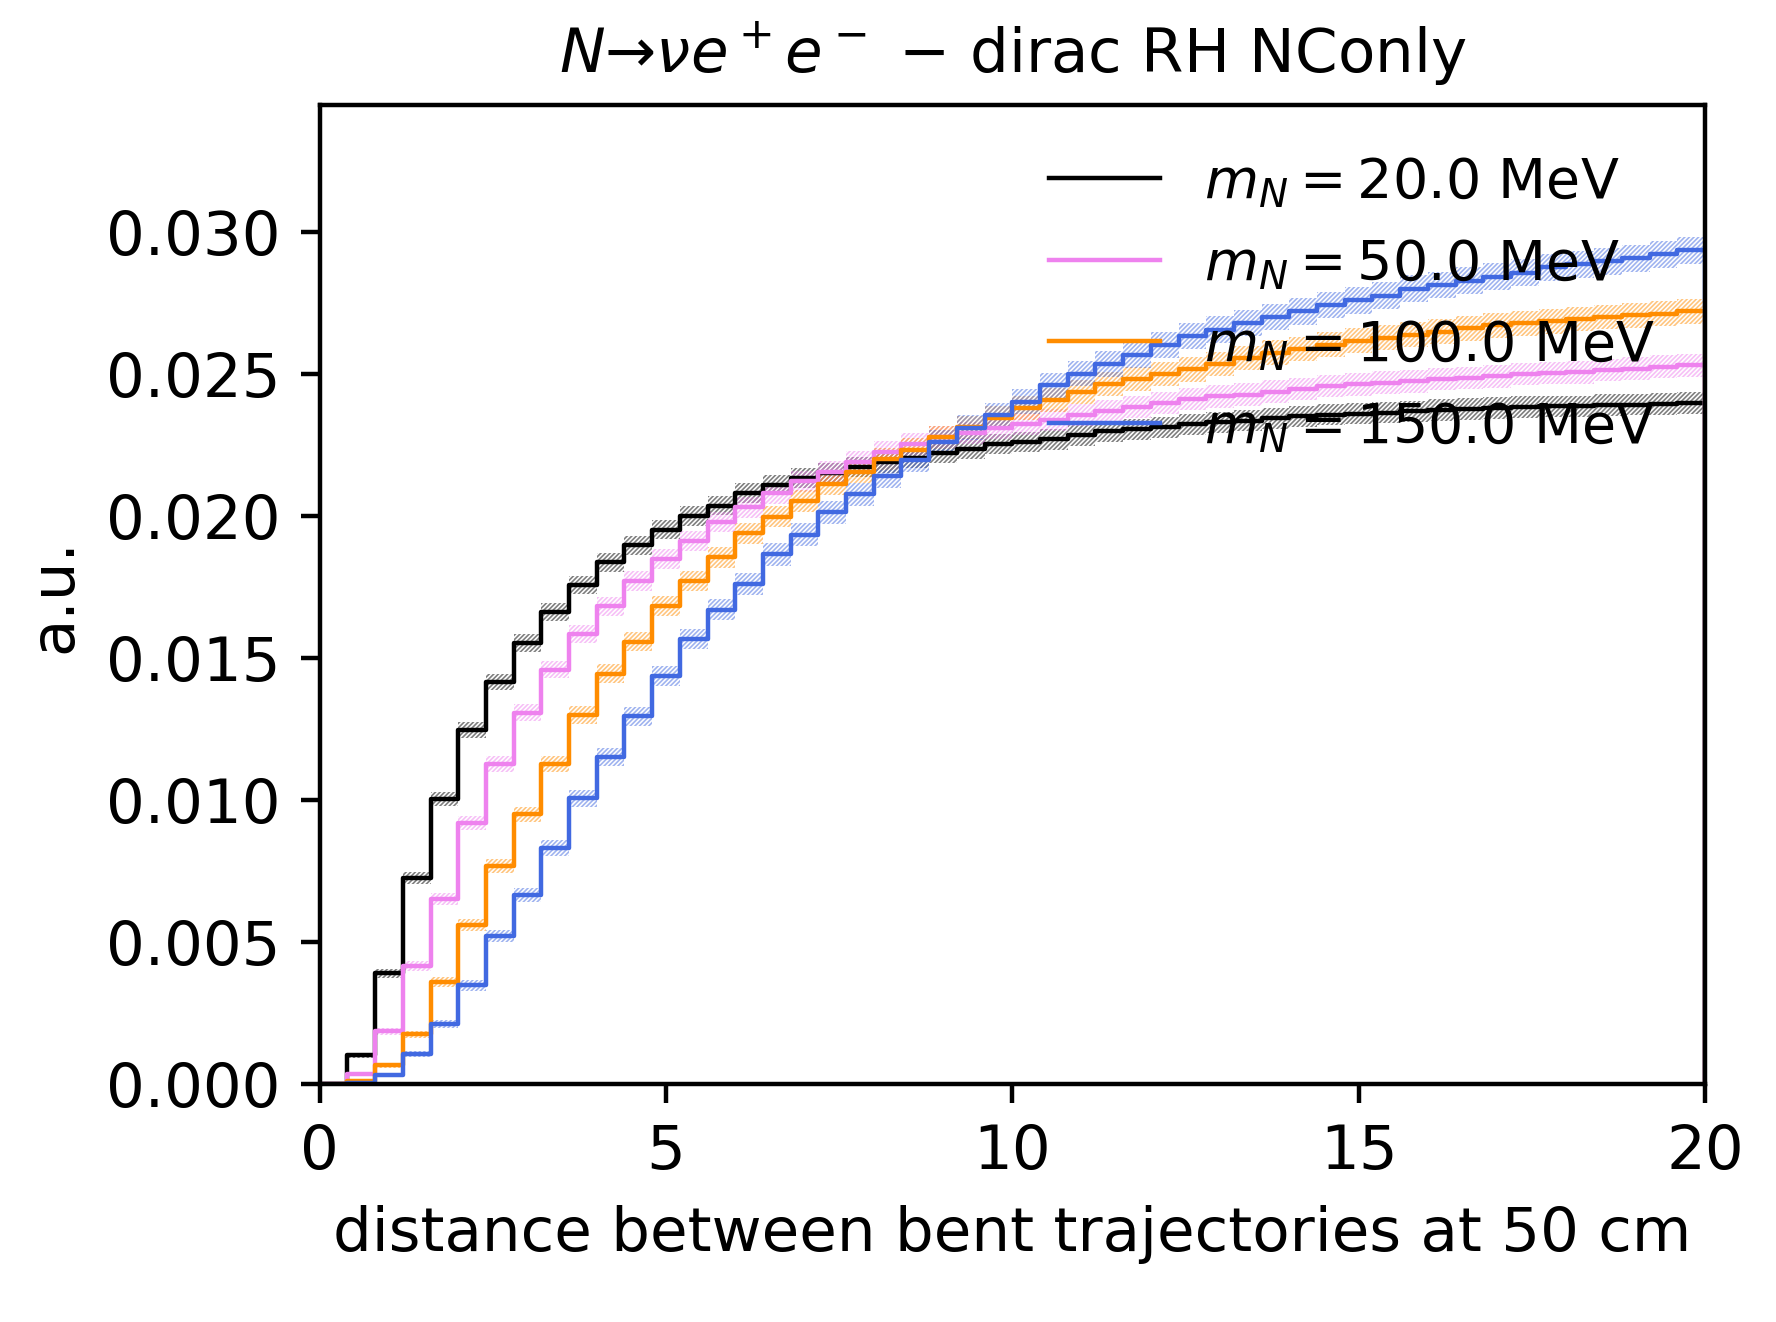 N→νe⁺e⁻ − dirac RH NConly
m_N = 20.0 MeV
m_N = 50.0 MeV
m_N = 100.0 MeV
m_N = 150.0 MeV
0.030
0.025
0.020
0.015
0.010
0.005
0.000
a.u.
0 5 10 15 20
distance between bent trajectories at 50 cm